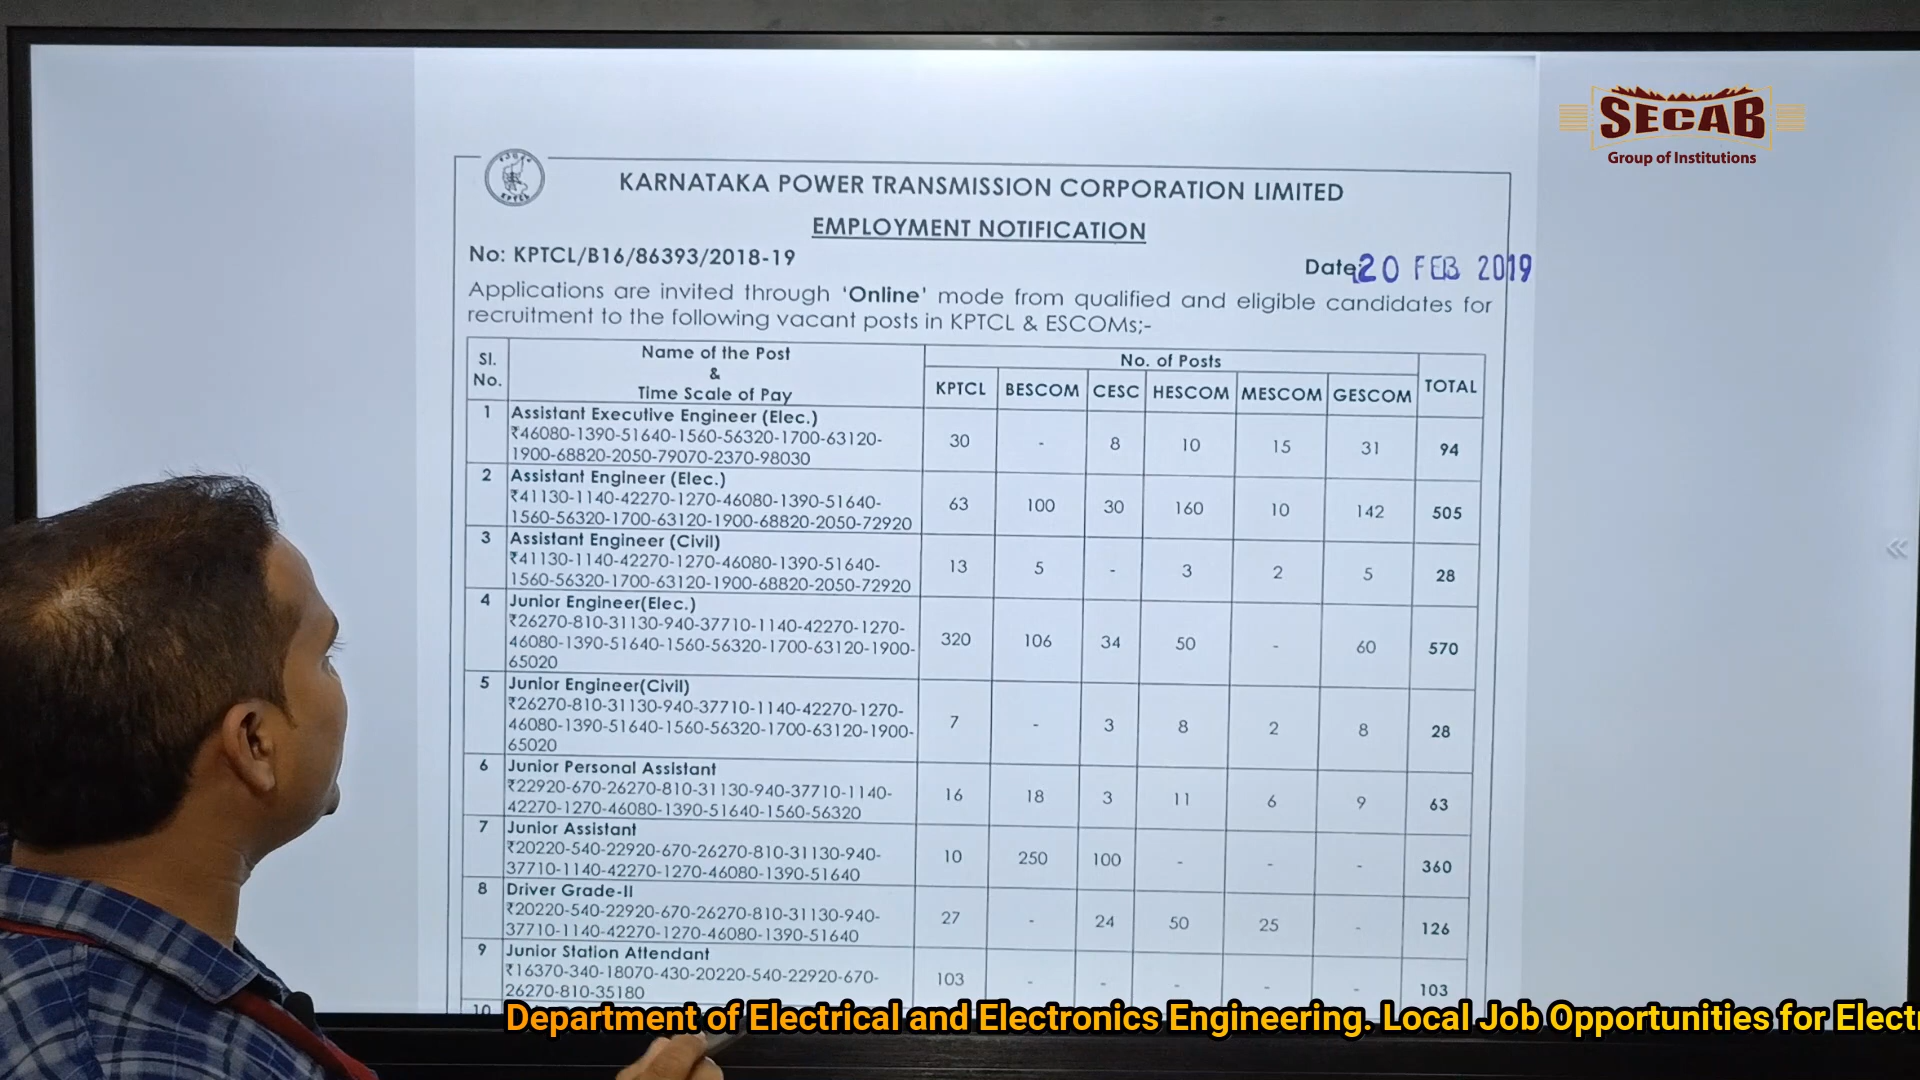 SECAB
Group of Institutions
KPTCL
KARNATAKA POWER TRANSMISSION CORPORATION LIMITED
EMPLOYMENT NOTIFICATION
No: KPTCL/B16/86393/2018-19
Date: 20 FEB 2019
Applications are invited through 'Online' mode from qualified and eligible candidates for
recruitment to the following vacant posts in KPTCL & ESCOMs;-
Sl. No. Name of the Post & Time Scale of Pay No. of Posts TOTAL
KPTCL BESCOM CESC HESCOM MESCOM GESCOM
1 Assistant Executive Engineer (Elec.)
₹46080-1390-51640-1560-56320-1700-63120-
1900-68820-2050-79070-2370-98030
30 - 8 10 15 31 94
2 Assistant Engineer (Elec.)
₹41130-1140-42270-1270-46080-1390-51640-
1560-56320-1700-63120-1900-68820-2050-72920
63 100 30 160 10 142 505
3 Assistant Engineer (Civil)
₹41130-1140-42270-1270-46080-1390-51640-
1560-56320-1700-63120-1900-68820-2050-72920
13 5 - 3 2 5 28
4 Junior Engineer(Elec.)
₹26270-810-31130-940-37710-1140-42270-1270-
46080-1390-51640-1560-56320-1700-63120-1900-
65020
320 106 34 50 - 60 570
5 Junior Engineer(Civil)
₹26270-810-31130-940-37710-1140-42270-1270-
46080-1390-51640-1560-56320-1700-63120-1900-
65020
7 - 3 8 2 8 28
6 Junior Personal Assistant
₹22920-670-26270-810-31130-940-37710-1140-
42270-1270-46080-1390-51640-1560-56320
16 18 3 11 6 9 63
7 Junior Assistant
₹20220-540-22920-670-26270-810-31130-940-
37710-1140-42270-1270-46080-1390-51640
10 250 100 - - - 360
8 Driver Grade-II
₹20220-540-22920-670-26270-810-31130-940-
37710-1140-42270-1270-46080-1390-51640
27 - 24 50 25 - 126
9 Junior Station Attendant
₹16370-340-18070-430-20220-540-22920-670-
26270-810-35180
103 - - - - - 103
10
Department of Electrical and Electronics Engineering. Local Job Opportunities for Electr